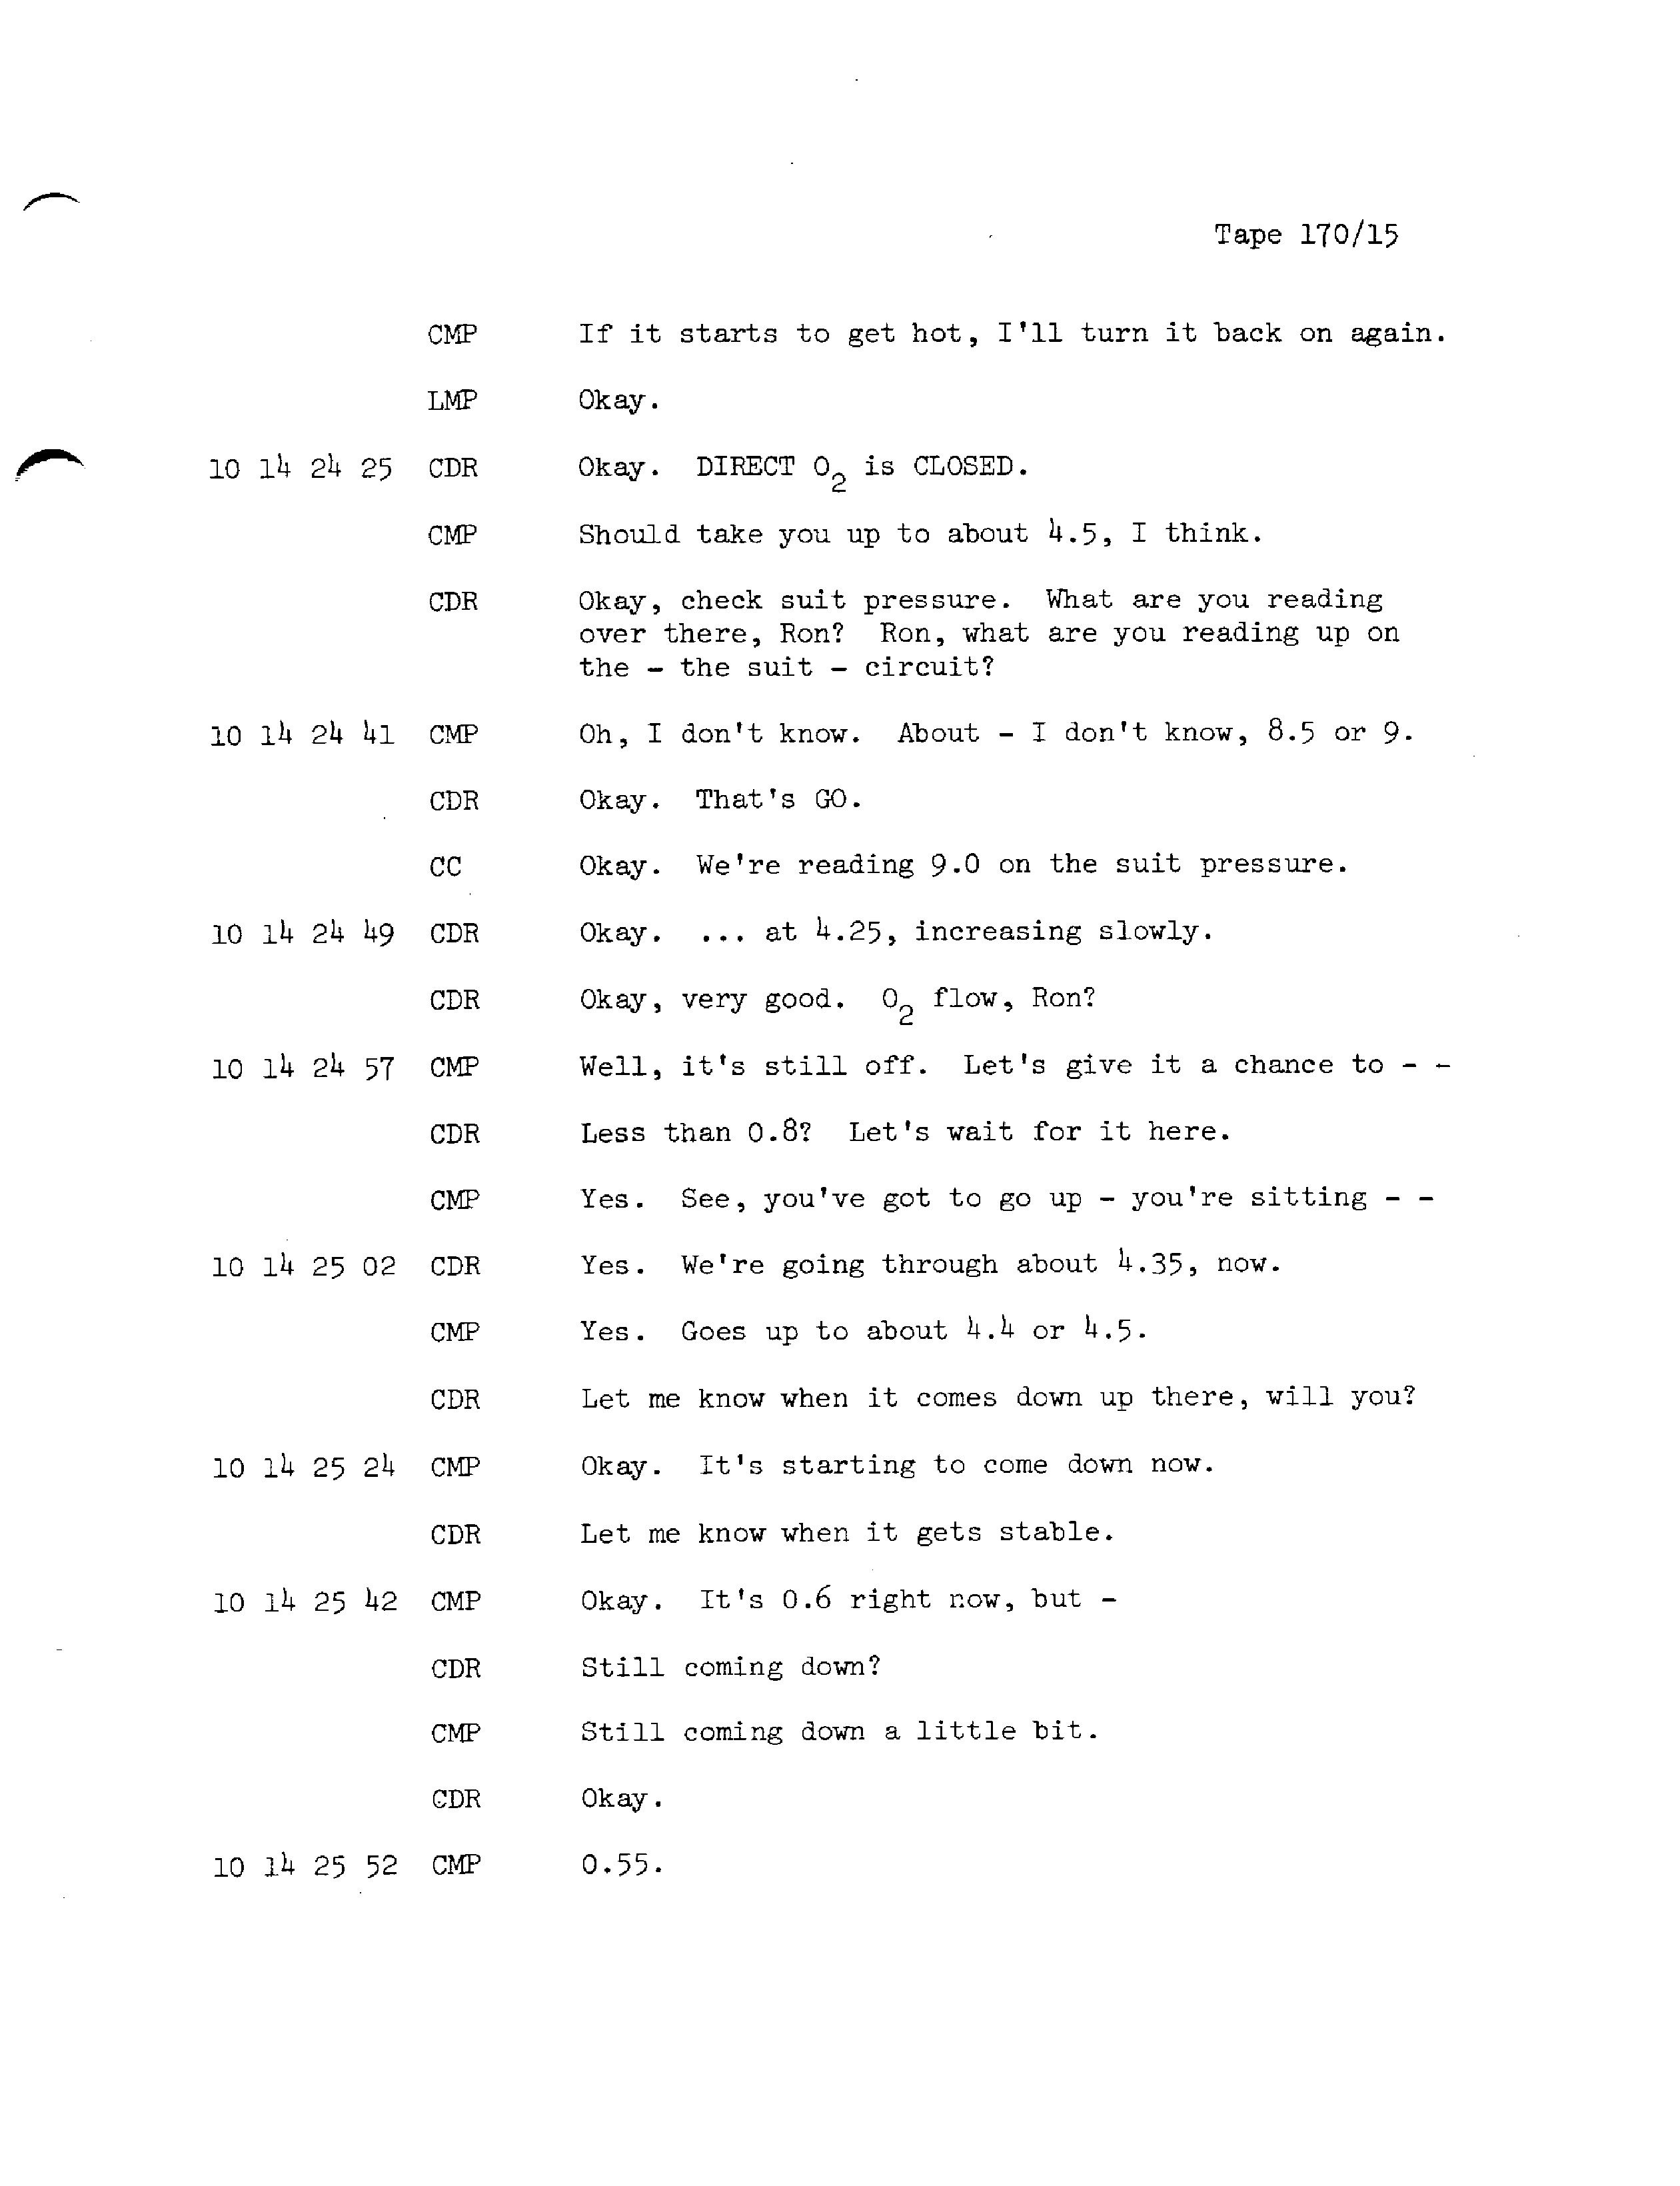 Tape 170/15
CMP If it starts to get hot, I'll turn it back on again.
LMP Okay.
10 14 24 25 CDR Okay. DIRECT O2 is CLOSED.
CMP Should take you up to about 4.5, I think.
CDR Okay, check suit pressure. What are you reading
over there, Ron? Ron, what are you reading up on
the - the suit - circuit?
10 14 24 41 CMP Oh, I don't know. About - I don't know, 8.5 or 9.
CDR Okay. That's GO.
CC Okay. We're reading 9.0 on the suit pressure.
10 14 24 49 CDR Okay. ... at 4.25, increasing slowly.
CDR Okay, very good. O2 flow, Ron?
10 14 24 57 CMP Well, it's still off. Let's give it a chance to - -
CDR Less than 0.8? Let's wait for it here.
CMP Yes. See, you've got to go up - you're sitting - -
10 14 25 02 CDR Yes. We're going through about 4.35, now.
CMP Yes. Goes up to about 4.4 or 4.5.
CDR Let me know when it comes down up there, will you?
10 14 25 24 CMP Okay. It's starting to come down now.
CDR Let me know when it gets stable.
10 14 25 42 CMP Okay. It's 0.6 right now, but -
CDR Still coming down?
CMP Still coming down a little bit.
CDR Okay.
10 14 25 52 CMP 0.55.